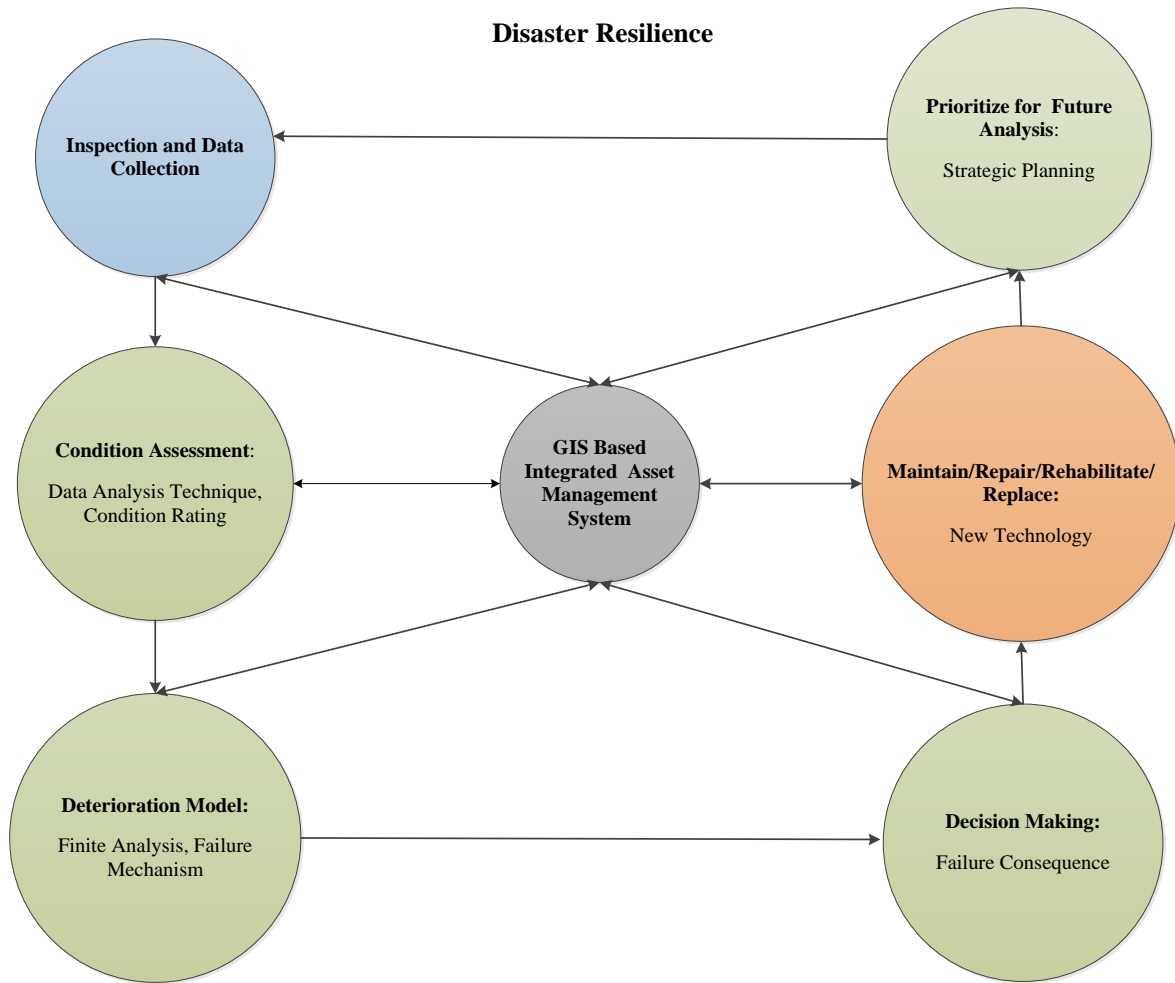 Disaster Resilience
Inspection and Data
Collection
Prioritize for Future
Analysis:
Strategic Planning
Condition Assessment:
Data Analysis Technique,
Condition Rating
GIS Based
Integrated Asset
Management
System
Maintain/Repair/Rehabilitate/
Replace:
New Technology
Deterioration Model:
Finite Analysis, Failure
Mechanism
Decision Making:
Failure Consequence